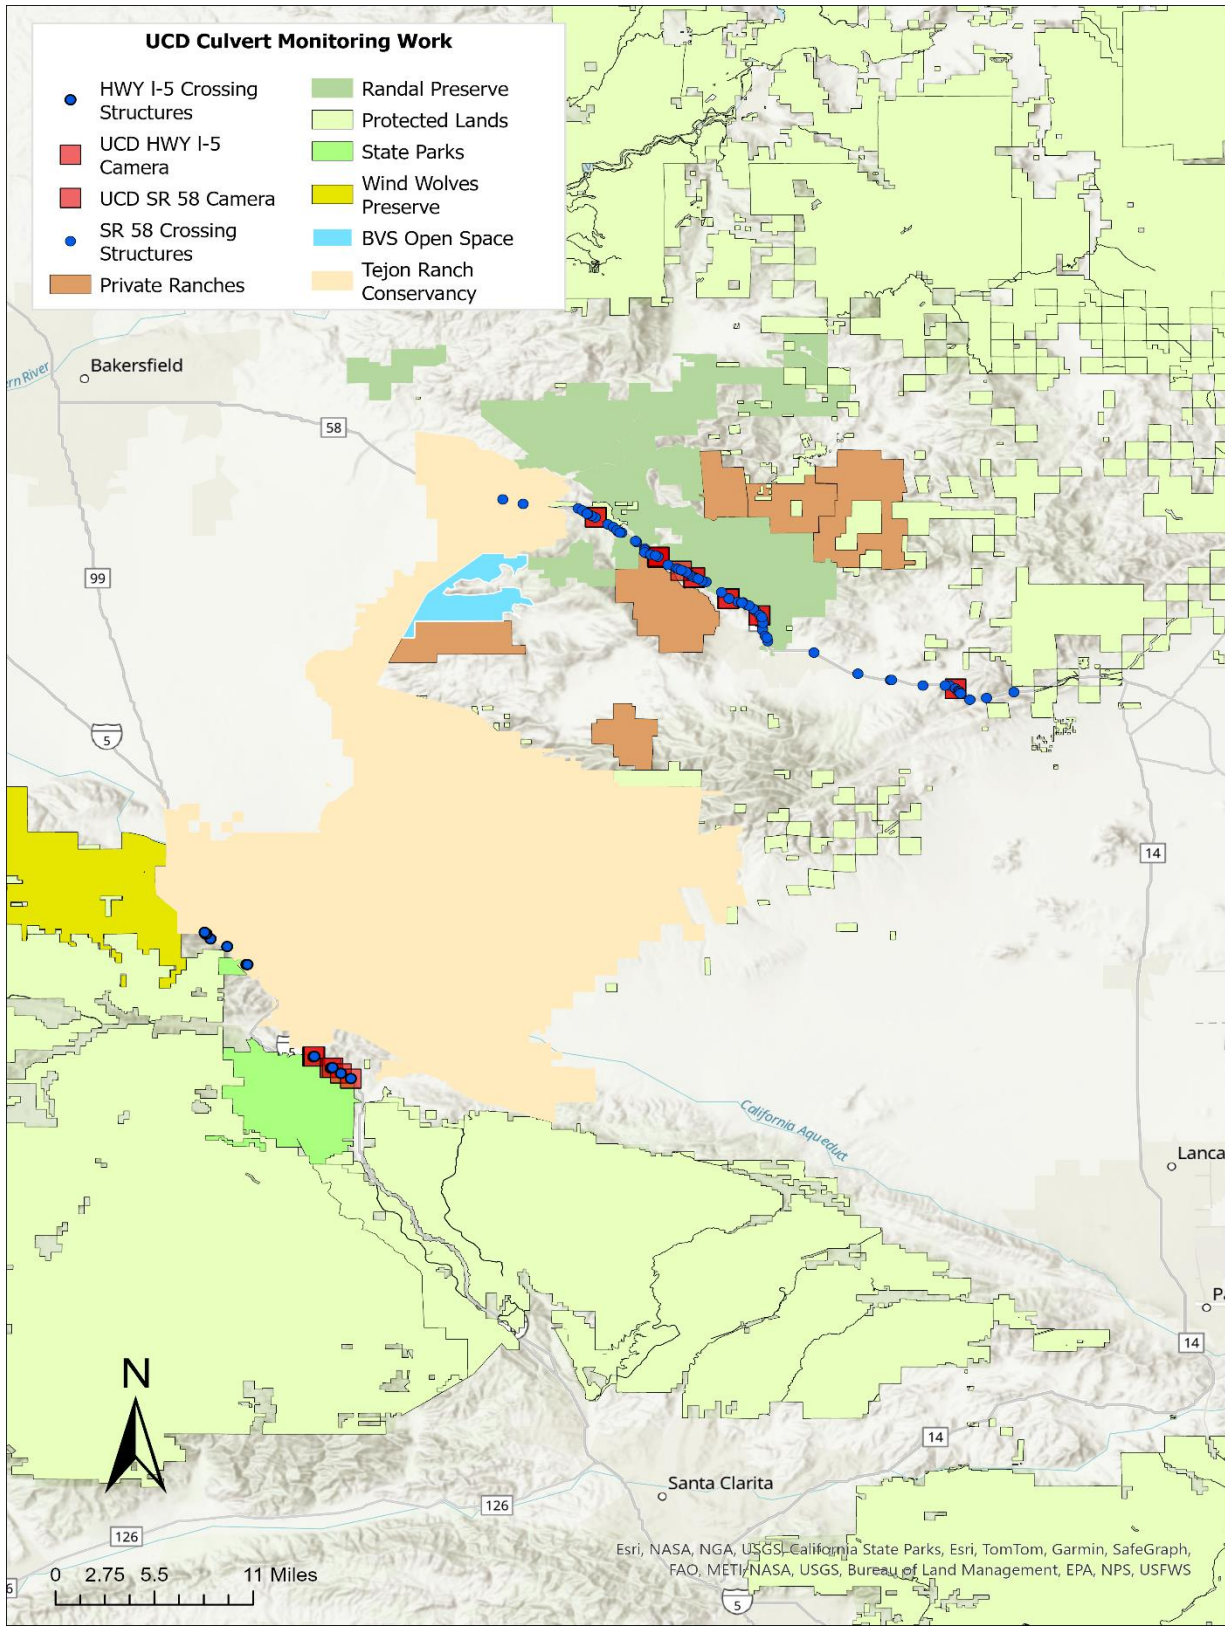 UCD Culvert Monitoring Work
HWY I-5 Crossing
Structures
UCD HWY I-5
Camera
UCD SR 58 Camera
SR 58 Crossing
Structures
Private Ranches
Randal Preserve
Protected Lands
State Parks
Wind Wolves
Preserve
BVS Open Space
Tejon Ranch
Conservancy
Bakersfield
ern River
58
99
5
14
California Aqueduct
Lanca
Pa
14
14
N
Santa Clarita
126
126
6
5
0 2.75 5.5 11 Miles
Esri, NASA, NGA, USGS, California State Parks, Esri, TomTom, Garmin, SafeGraph,
FAO, METI/NASA, USGS, Bureau of Land Management, EPA, NPS, USFWS